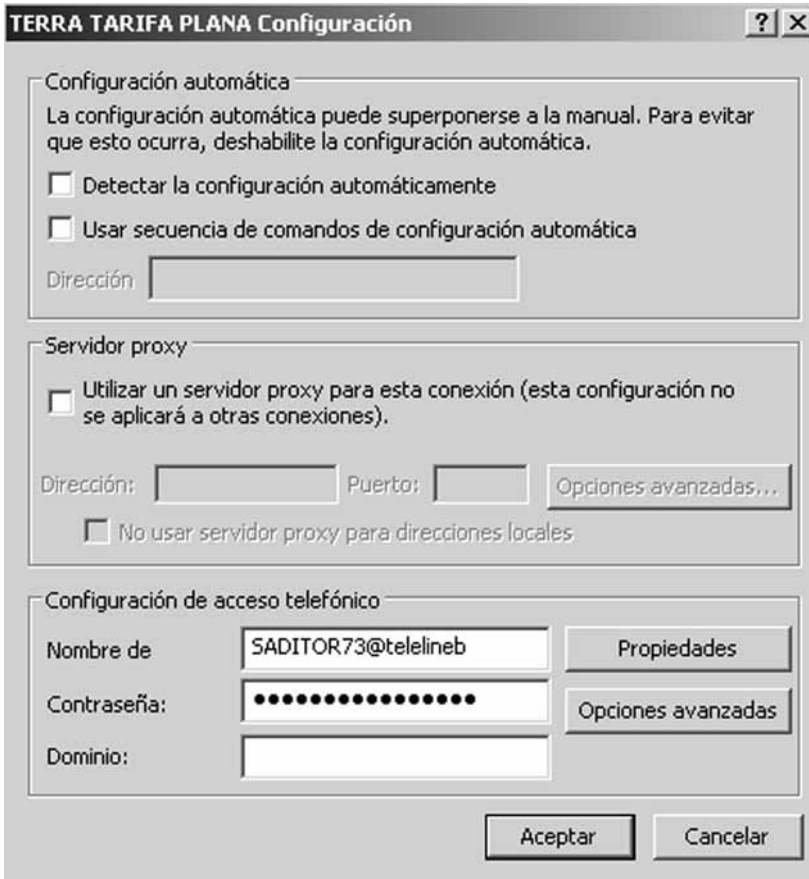 TERRA TARIFA PLANA Configuración
Configuración automática
La configuración automática puede superponerse a la manual. Para evitar
que esto ocurra, deshabilite la configuración automática.
Detectar la configuración automáticamente
Usar secuencia de comandos de configuración automática
Dirección
Servidor proxy
Utilizar un servidor proxy para esta conexión (esta configuración no
se aplicará a otras conexiones).
Dirección: Puerto: Opciones avanzadas...
No usar servidor proxy para direcciones locales
Configuración de acceso telefónico
Nombre de SADITOR73@telelineb Propiedades
Contraseña: ●●●●●●●●●●●●●●●● Opciones avanzadas
Dominio:
Aceptar Cancelar